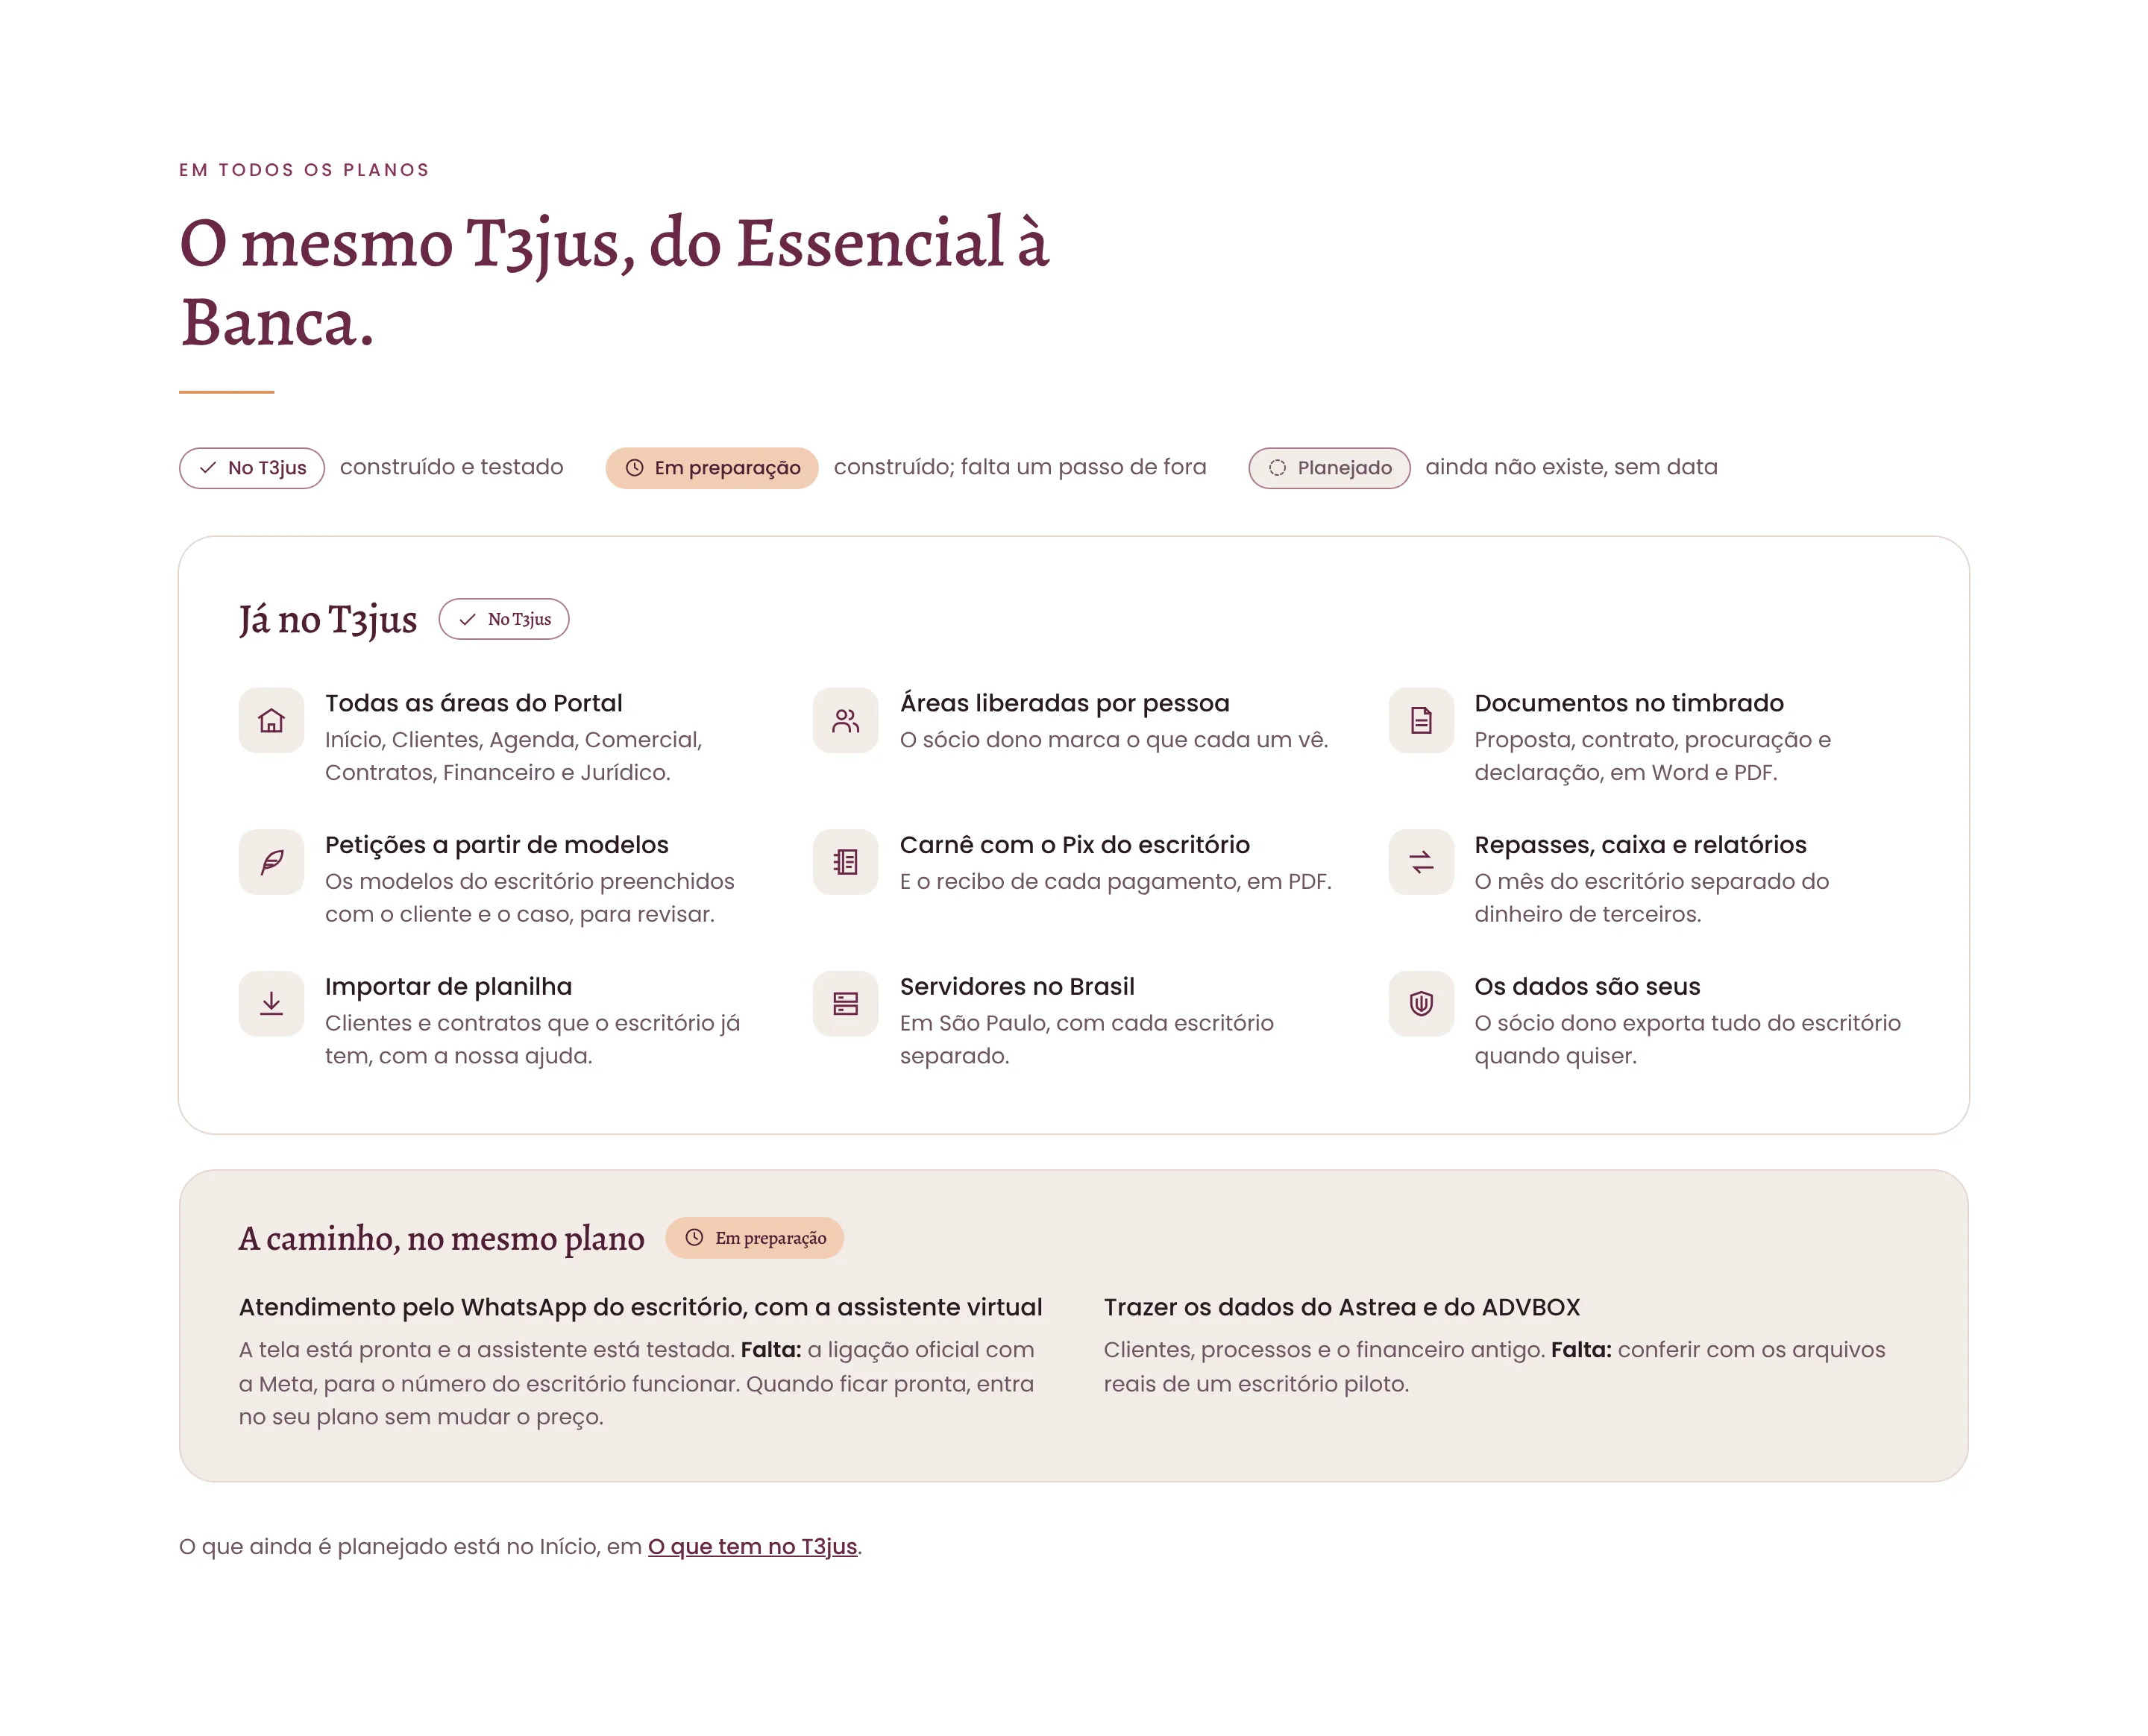 EM TODOS OS PLANOS
O mesmo T3jus, do Essencial à
Banca.
No T3jus construído e testado Em preparação construído; falta um passo de fora Planejado ainda não existe, sem data
Já no T3jus No T3jus
Todas as áreas do Portal
Início, Clientes, Agenda, Comercial,
Contratos, Financeiro e Jurídico.
Áreas liberadas por pessoa
O sócio dono marca o que cada um vê.
Documentos no timbrado
Proposta, contrato, procuração e
declaração, em Word e PDF.
Petições a partir de modelos
Os modelos do escritório preenchidos
com o cliente e o caso, para revisar.
Carnê com o Pix do escritório
E o recibo de cada pagamento, em PDF.
Repasses, caixa e relatórios
O mês do escritório separado do
dinheiro de terceiros.
Importar de planilha
Clientes e contratos que o escritório já
tem, com a nossa ajuda.
Servidores no Brasil
Em São Paulo, com cada escritório
separado.
Os dados são seus
O sócio dono exporta tudo do escritório
quando quiser.
A caminho, no mesmo plano Em preparação
Atendimento pelo WhatsApp do escritório, com a assistente virtual
A tela está pronta e a assistente está testada. Falta: a ligação oficial com
a Meta, para o número do escritório funcionar. Quando ficar pronta, entra
no seu plano sem mudar o preço.
Trazer os dados do Astrea e do ADVBOX
Clientes, processos e o financeiro antigo. Falta: conferir com os arquivos
reais de um escritório piloto.
O que ainda é planejado está no Início, em O que tem no T3jus.